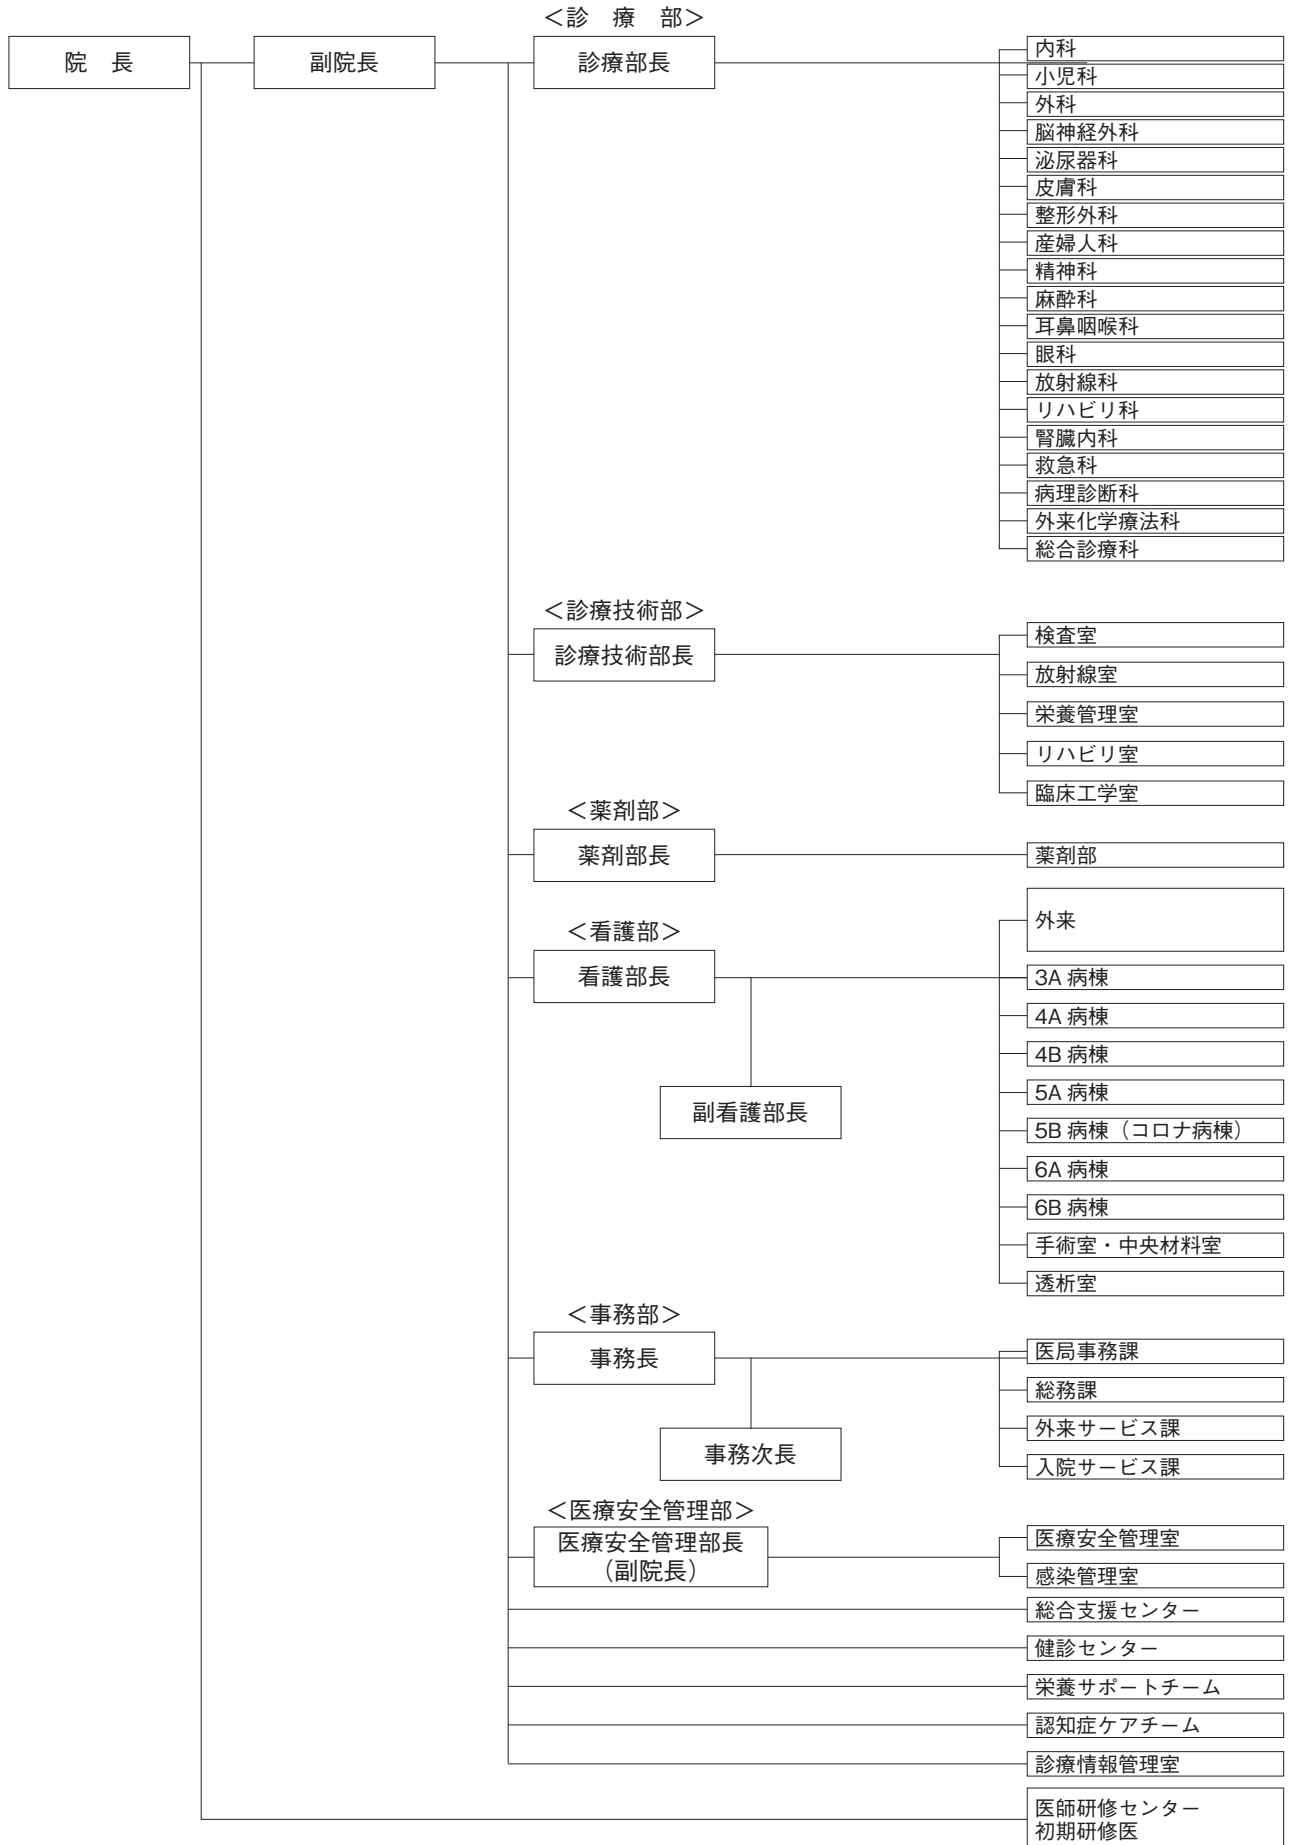 ＜診　療　部＞
院　長
副院長
診療部長
内科
小児科
外科
脳神経外科
泌尿器科
皮膚科
整形外科
産婦人科
精神科
麻酔科
耳鼻咽喉科
眼科
放射線科
リハビリ科
腎臓内科
救急科
病理診断科
外来化学療法科
総合診療科
＜診療技術部＞
診療技術部長
検査室
放射線室
栄養管理室
リハビリ室
臨床工学室
＜薬剤部＞
薬剤部長
薬剤部
＜看護部＞
看護部長
副看護部長
外来
3A 病棟
4A 病棟
4B 病棟
5A 病棟
5B 病棟（コロナ病棟）
6A 病棟
6B 病棟
手術室・中央材料室
透析室
＜事務部＞
事務長
事務次長
医局事務課
総務課
外来サービス課
入院サービス課
＜医療安全管理部＞
医療安全管理部長
（副院長）
医療安全管理室
感染管理室
総合支援センター
健診センター
栄養サポートチーム
認知症ケアチーム
診療情報管理室
医師研修センター
初期研修医